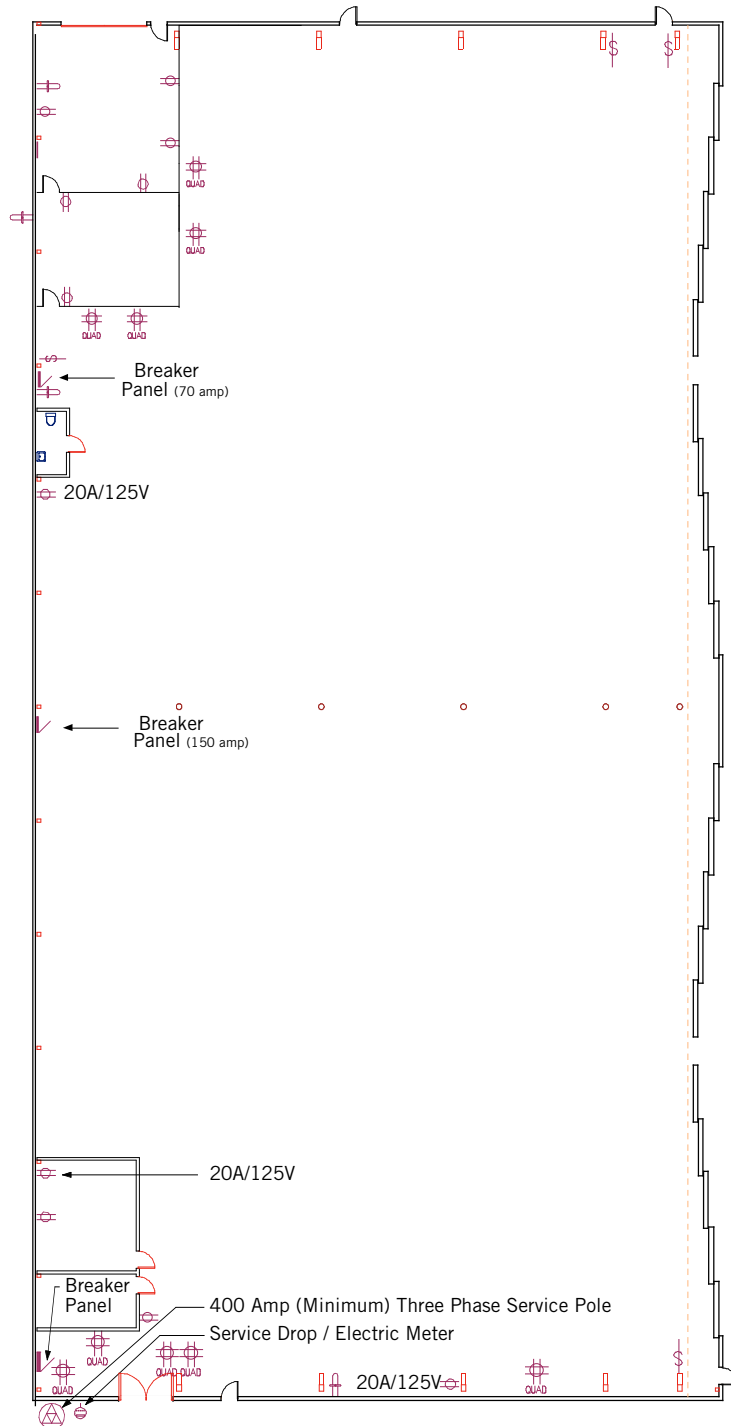 S
S
QUAD
QUAD
QUAD
QUAD
S
Breaker
Panel (70 amp)
20A/125V
Breaker
Panel (150 amp)
20A/125V
Breaker
Panel
400 Amp (Minimum) Three Phase Service Pole
Service Drop / Electric Meter
S
QUAD
QUAD
QUAD
QUAD
QUAD
20A/125V